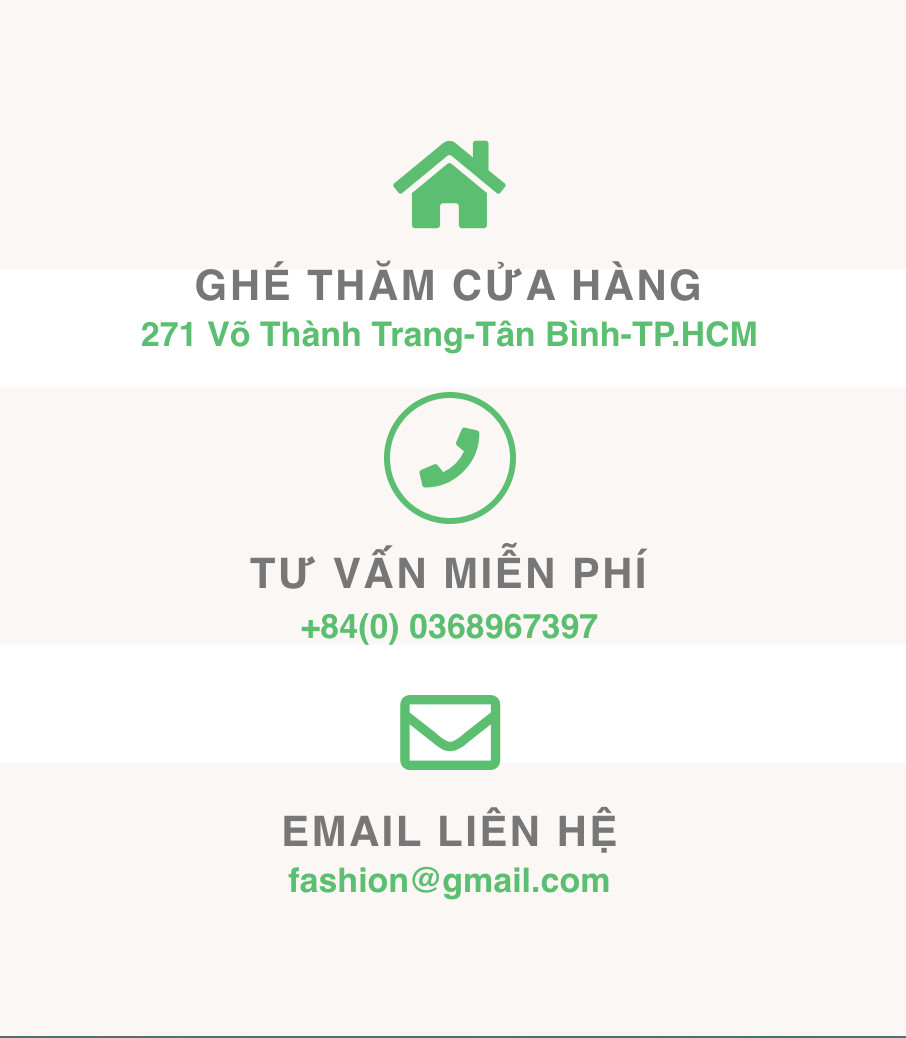 GHÉ THĂM CỬA HÀNG
271 Võ Thành Trang-Tân Bình-TP.HCM
TƯ VẤN MIỄN PHÍ
+84(0) 0368967397
EMAIL LIÊN HỆ
fashion@gmail.com